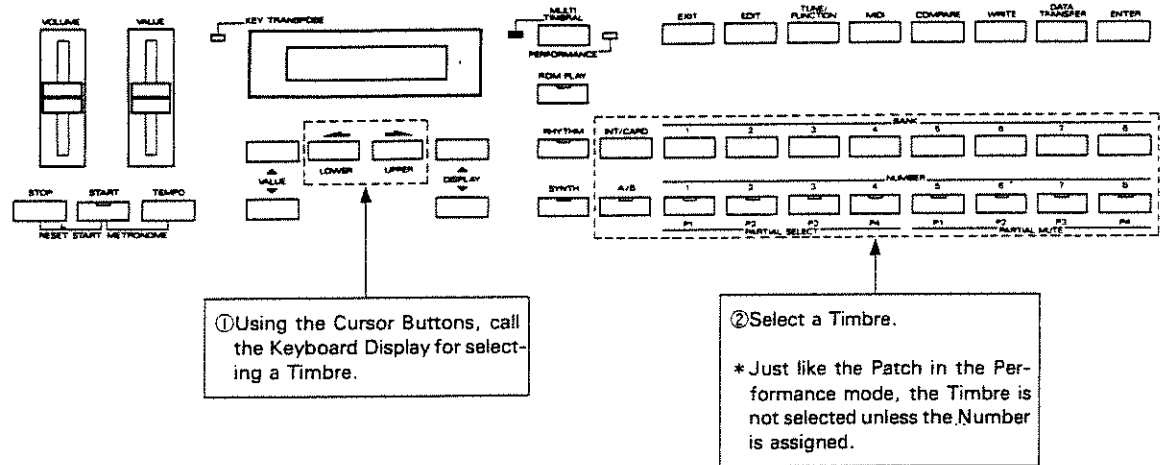 VOLUME
VALUE
KEY TRANSPOSE
MULTI
TIMBRAL
PERFORMANCE
EXIT
EDIT
TUNE/
FUNCTION
MIDI
COMPARE
WRITE
DATA
TRANSFER
ENTER
ROM PLAY
RHYTHM
INT/CARD
BANK
1 2 3 4 5 6 7 8
VALUE
LOWER
UPPER
DISPLAY
SYNTH
A/B
NUMBER
1 2 3 4 5 6 7 8
P1 P2 P3 P4 P1 P2 P3 P4
PARTIAL SELECT
PARTIAL MUTE
STOP
START
TEMPO
RESET START
METRONOME
①Using the Cursor Buttons, call
the Keyboard Display for select-
ing a Timbre.
②Select a Timbre.
* Just like the Patch in the Per-
formance mode, the Timbre is
not selected unless the Number
is assigned.